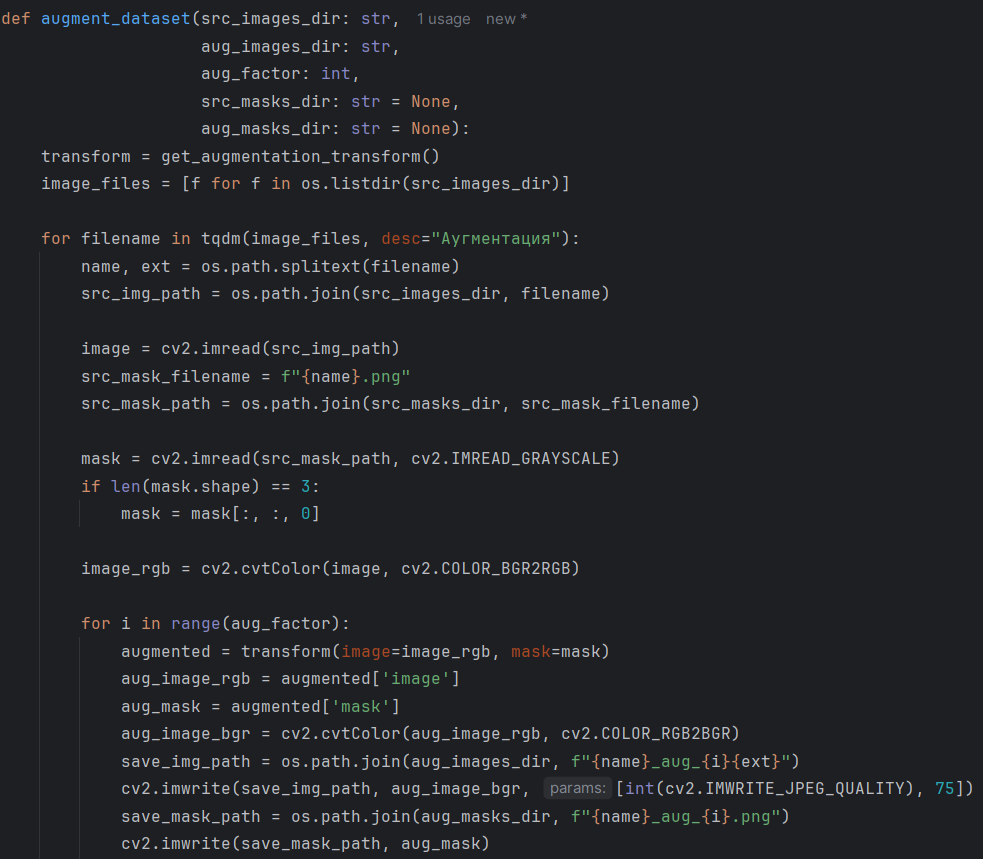 def augment_dataset(src_images_dir: str, 1 usage new *
                    aug_images_dir: str,
                    aug_factor: int,
                    src_masks_dir: str = None,
                    aug_masks_dir: str = None):
    transform = get_augmentation_transform()
    image_files = [f for f in os.listdir(src_images_dir)]
    for filename in tqdm(image_files, desc="Аугментация"):
        name, ext = os.path.splitext(filename)
        src_img_path = os.path.join(src_images_dir, filename)
        image = cv2.imread(src_img_path)
        src_mask_filename = f"{name}.png"
        src_mask_path = os.path.join(src_masks_dir, src_mask_filename)
        mask = cv2.imread(src_mask_path, cv2.IMREAD_GRAYSCALE)
        if len(mask.shape) == 3:
            mask = mask[:, :, 0]
        image_rgb = cv2.cvtColor(image, cv2.COLOR_BGR2RGB)
        for i in range(aug_factor):
            augmented = transform(image=image_rgb, mask=mask)
            aug_image_rgb = augmented['image']
            aug_mask = augmented['mask']
            aug_image_bgr = cv2.cvtColor(aug_image_rgb, cv2.COLOR_RGB2BGR)
            save_img_path = os.path.join(aug_images_dir, f"{name}_aug_{i}{ext}")
            cv2.imwrite(save_img_path, aug_image_bgr, params: [int(cv2.IMWRITE_JPEG_QUALITY), 75])
            save_mask_path = os.path.join(aug_masks_dir, f"{name}_aug_{i}.png")
            cv2.imwrite(save_mask_path, aug_mask)